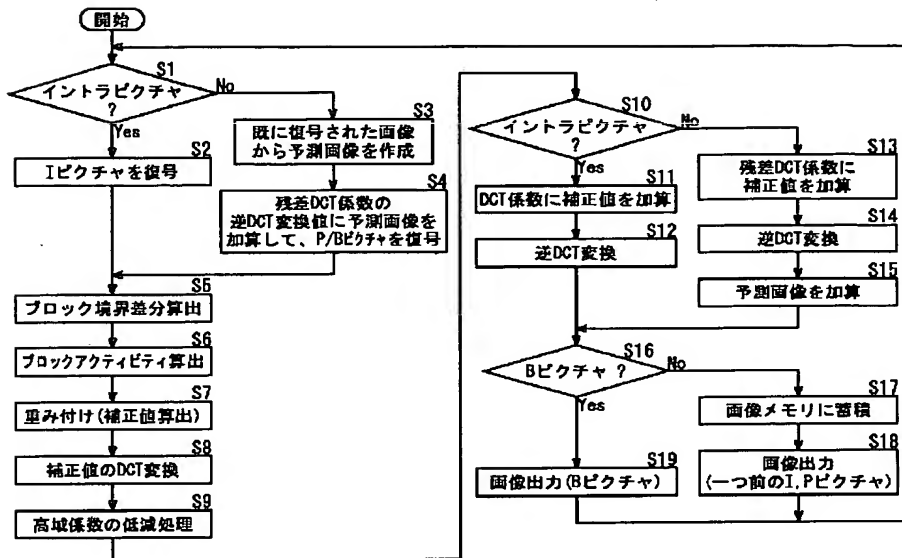 開始
S1
イントラピクチャ
?
No
Yes
S2
Iピクチャを復号
S3
既に復号された画像
から予測画像を作成
S4
残差DCT係数の
逆DCT変換値に予測画像を
加算して、P/Bピクチャを復号
S5
ブロック境界差分算出
S6
ブロックアクティビティ算出
S7
重み付け(補正値算出)
S8
補正値のDCT変換
S9
高域係数の低減処理
S10
イントラピクチャ
?
No
Yes
S11
DCT係数に補正値を加算
S12
逆DCT変換
S13
残差DCT係数に
補正値を加算
S14
逆DCT変換
S15
予測画像を加算
S16
Bピクチャ ?
No
Yes
S17
画像メモリに蓄積
S18
画像出力
(一つ前のI,Pピクチャ)
S19
画像出力(Bピクチャ)